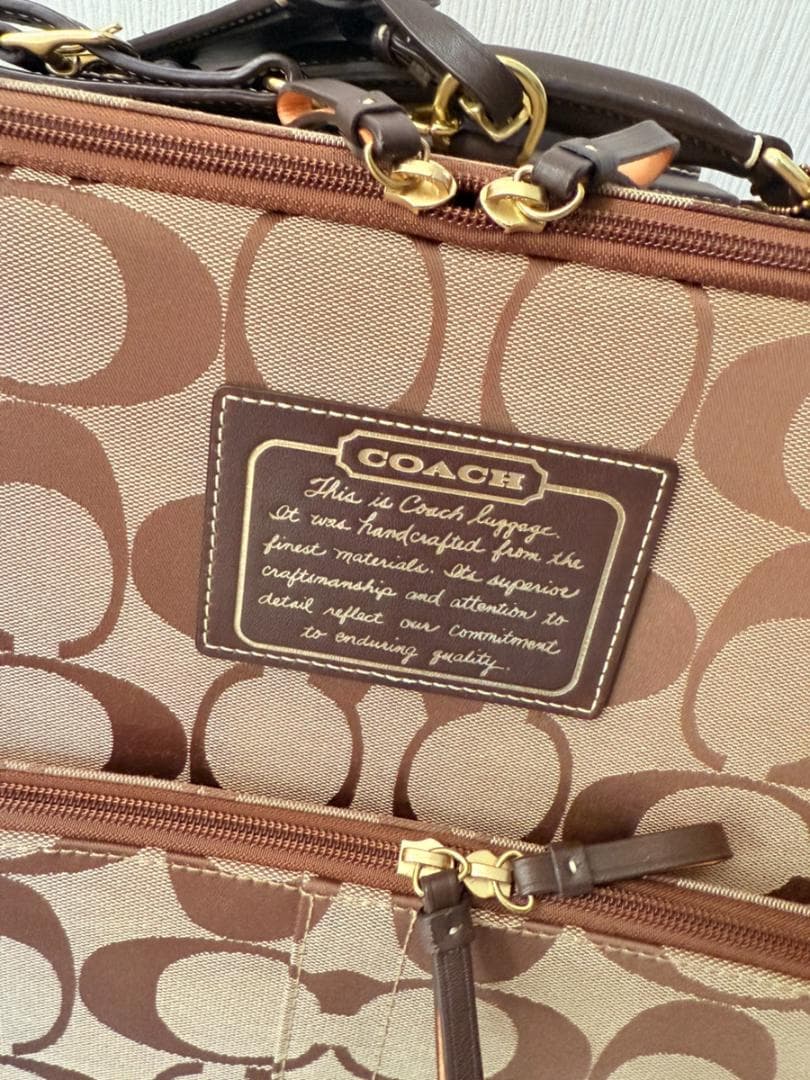 COACH
This is Coach luggage.
It was handcrafted from the
finest materials. Its superior
craftsmanship and attention to
detail reflect our commitment
to enduring quality.